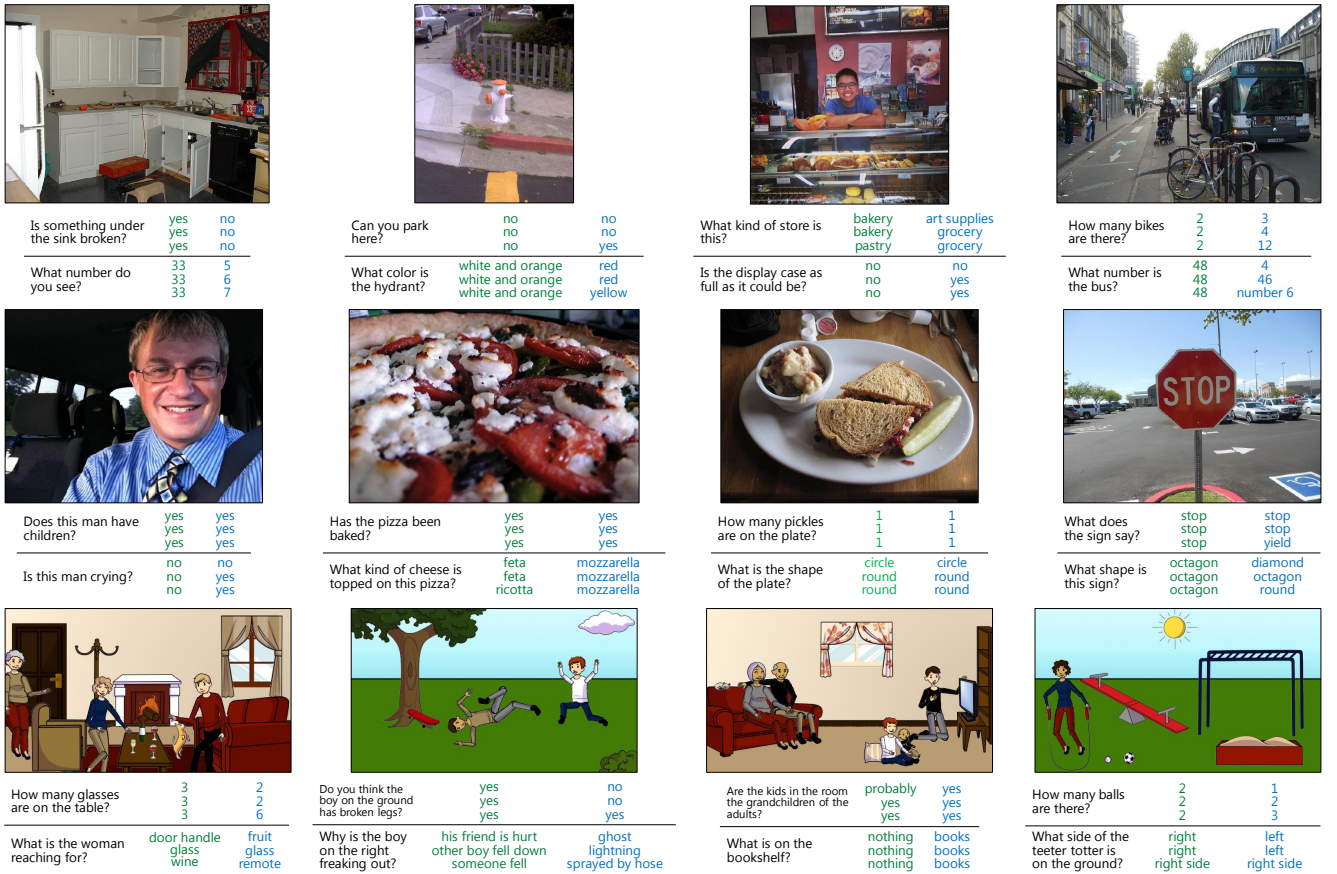 33
48
STOP
Is something under yes no
the sink broken? yes no
yes no
What number do 33 5
you see? 33 6
33 7
Can you park no no
here? no no
no yes
What color is white and orange red
the hydrant? white and orange red
white and orange yellow
What kind of store is bakery art supplies
this? bakery grocery
pastry grocery
Is the display case as no no
full as it could be? no yes
no yes
How many bikes 2 3
are there? 2 4
2 12
What number is 48 4
the bus? 48 46
48 number 6
Does this man have yes yes
children? yes yes
yes yes
Is this man crying? no no
no yes
no yes
Has the pizza been yes yes
baked? yes yes
yes yes
What kind of cheese is feta mozzarella
topped on this pizza? feta mozzarella
ricotta mozzarella
How many pickles 1 1
are on the plate? 1 1
1 1
What is the shape circle circle
of the plate? round round
round round
What does stop stop
the sign say? stop stop
stop yield
What shape is octagon diamond
this sign? octagon octagon
octagon round
How many glasses 3 2
are on the table? 3 2
3 6
What is the woman door handle fruit
reaching for? glass glass
wine remote
Do you think the yes no
boy on the ground yes no
has broken legs? yes yes
Why is the boy his friend is hurt ghost
on the right other boy fell down lightning
freaking out? someone fell sprayed by hose
Are the kids in the room probably yes
the grandchildren of the yes yes
adults? yes yes
What is on the nothing books
bookshelf? nothing books
nothing books
How many balls 2 1
are there? 2 2
2 3
What side of the right left
teeter totter is right left
on the ground? right side right side